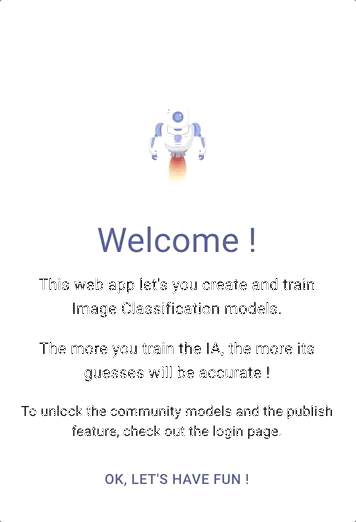 Welcome !
This web app let's you create and train
Image Classification models.
The more you train the IA, the more its
guesses will be accurate !
To unlock the community models and the publish
feature, check out the login page.
OK, LET'S HAVE FUN !